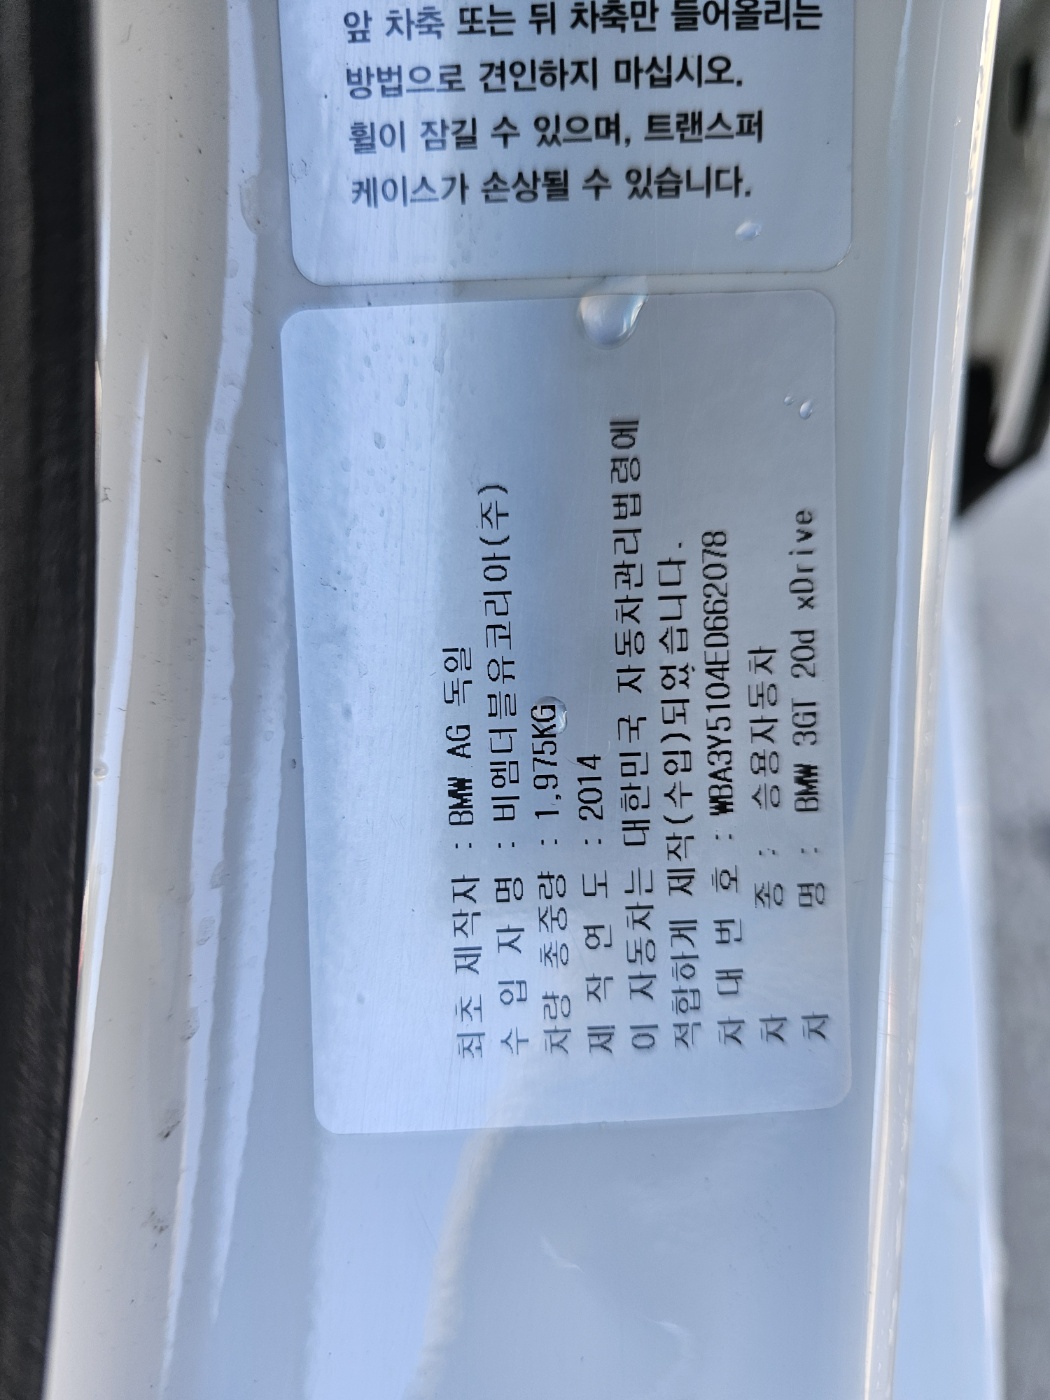 앞 차축 또는 뒤 차축만 들어올리는
방법으로 견인하지 마십시오.
휠이 잠길 수 있으며, 트랜스퍼
케이스가 손상될 수 있습니다.
최초 제작자 : BMW AG 독일
수 입 자 명 : 비엠더블유코리아(주)
차량 총중량 : 1,975KG
제 작 연 도 : 2014
이 자동차는 대한민국 자동차관리법령에
적합하게 제작(수입)되었습니다.
차 대 번 호 : WBA3Y5104ED662078
차 종 : 승용자동차
차 명 : BMW 3GT 20d xDrive